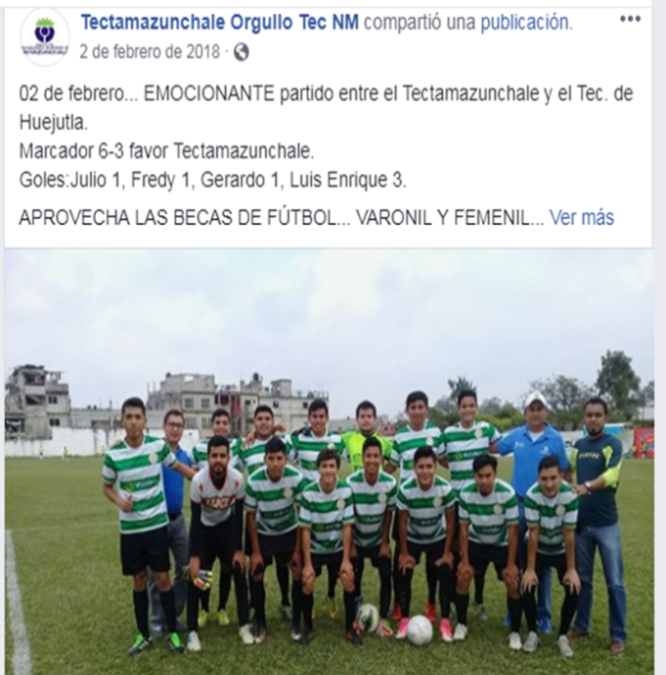 Tectamazunchale Orgullo Tec NM compartió una publicación.
2 de febrero de 2018 ·
02 de febrero... EMOCIONANTE partido entre el Tectamazunchale y el Tec. de
Huejutla.
Marcador 6-3 favor Tectamazunchale.
Goles:Julio 1, Fredy 1, Gerardo 1, Luis Enrique 3.
APROVECHA LAS BECAS DE FÚTBOL... VARONIL Y FEMENIL... Ver más